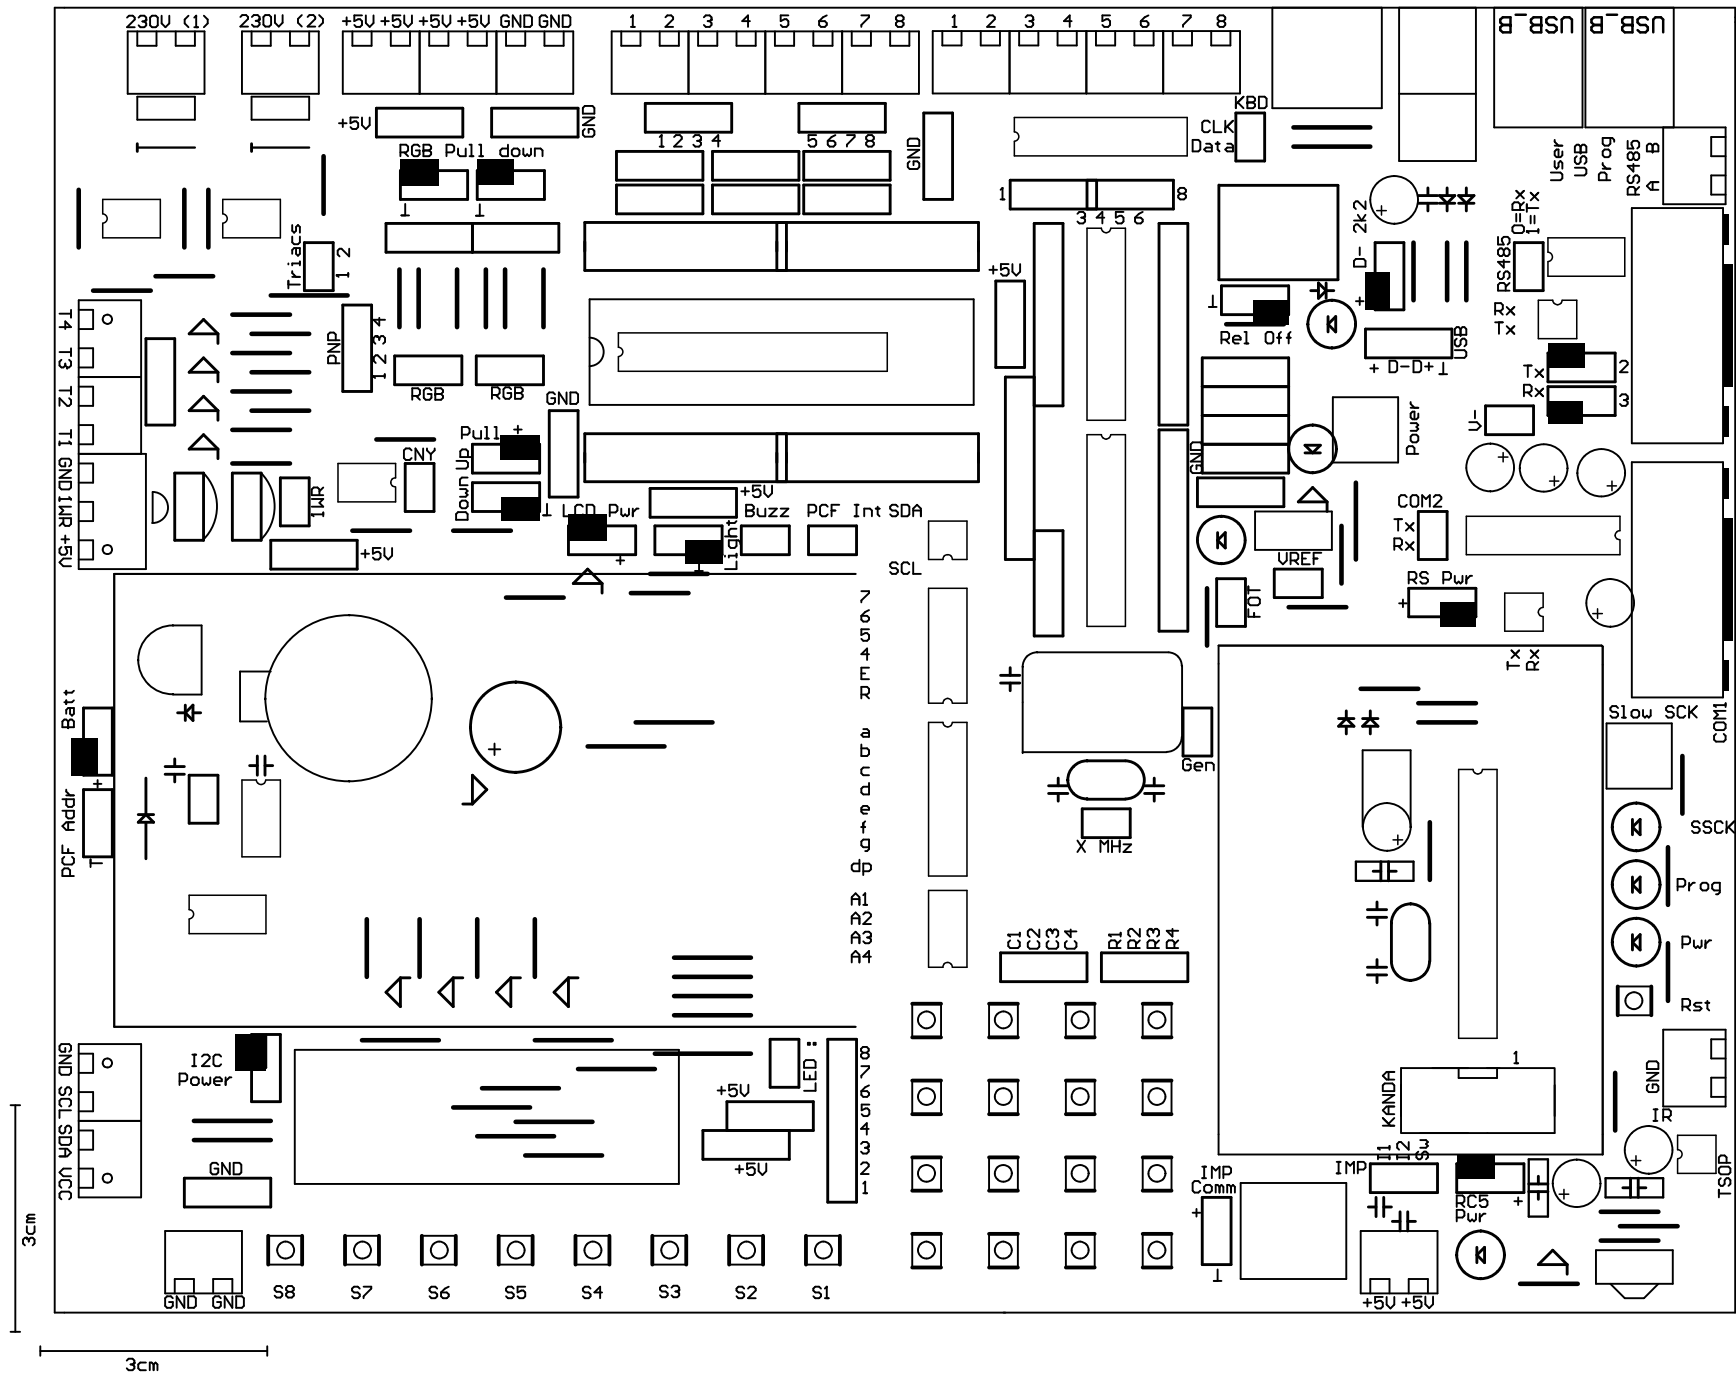 230V (1)
230V (2)
+5V +5V +5V +5V GND GND
1 2 3 4 5 6 7 8
1 2 3 4 5 6 7 8
USB_B
USB_B
+5V
GND
1 2 3 4
5 6 7 8
GND
KBD
CLK
Data
RGB Pull down
⊥
⊥
1
8
3 4 5 6
2k2
User
USB
Prog
RS485
A B
Triacs
1 2
+5V
D-
+
RS485
0=Rx
1=Tx
⊥
Rel Off
Rx
Tx
USB
+ D-D+⊥
T4
T3
T2
T1
GND
1WR
+5V
PNP
1 2 3 4
RGB
RGB
GND
Tx
Rx
2
3
V-
Power
Pull
Up
Down
+
⊥
CNY
1WR
+5V
+5V
GND
LCD Pwr
+
Light
+
Buzz
PCF Int
SDA
SCL
COM2
Tx
Rx
VREF
FOT
RS Pwr
+
Tx
Rx
COM1
7
6
5
4
E
R
a
b
c
d
e
f
g
dp
A1
A2
A3
A4
Batt
+
PCF Addr
⊥
Gen
X MHz
C1
C2
C3
C4
R1
R2
R3
R4
Slow SCK
SSCK
Prog
Pwr
Rst
1
KANDA
GND
IR
TSOP
I2C
Power
GND
SCL
SDA
VCC
GND
LED
"
8
7
6
5
4
3
2
1
+5V
+5V
IMP
Comm
+
⊥
IMP
I1
I2
Sw
RC5
Pwr
+
+5V +5V
GND GND
S8 S7 S6 S5 S4 S3 S2 S1
3cm
3cm